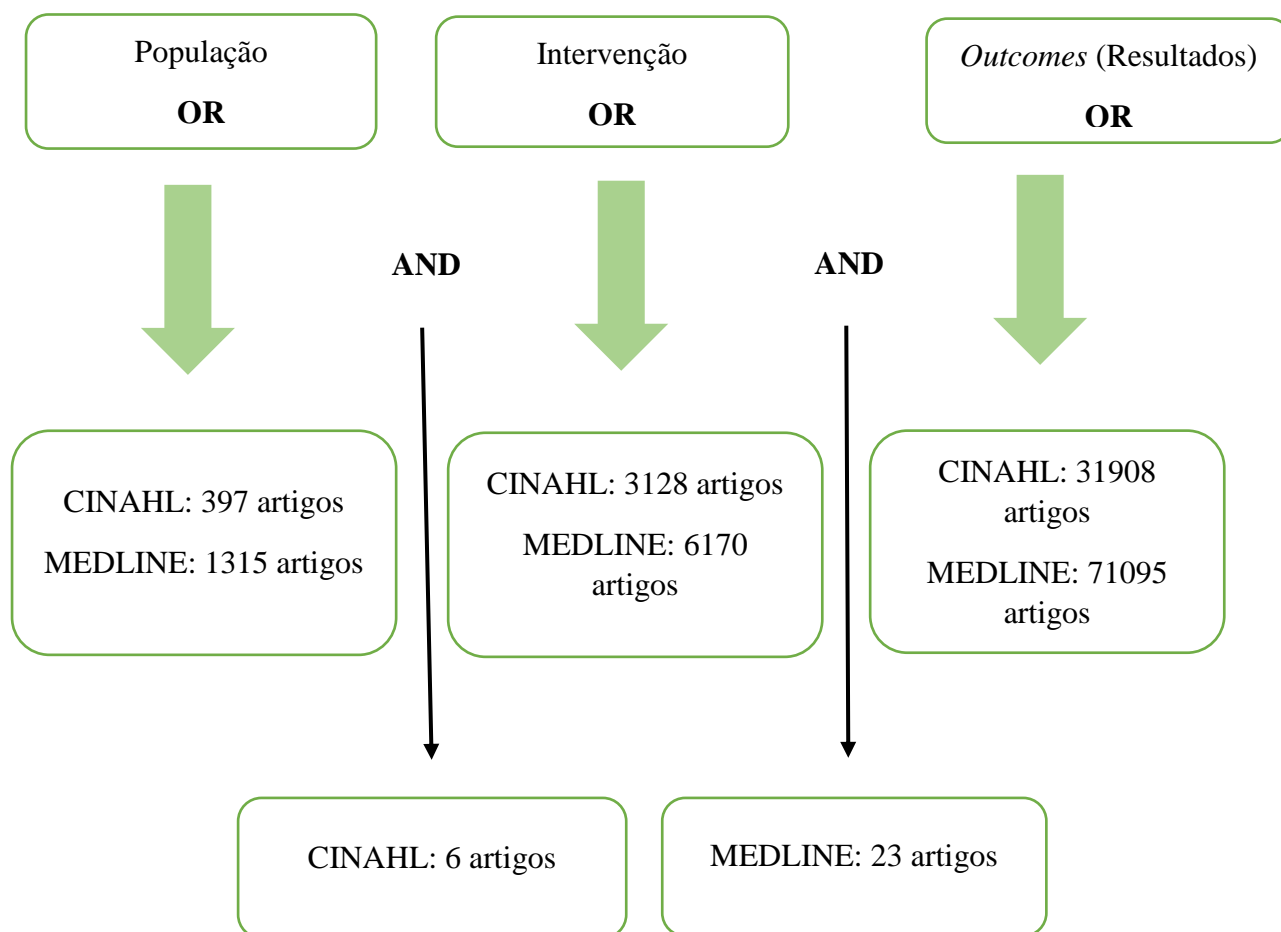 População
OR
Intervenção
OR
Outcomes (Resultados)
OR
AND
AND
CINAHL: 397 artigos
MEDLINE: 1315 artigos
CINAHL: 3128 artigos
MEDLINE: 6170
artigos
CINAHL: 31908
artigos
MEDLINE: 71095
artigos
CINAHL: 6 artigos
MEDLINE: 23 artigos